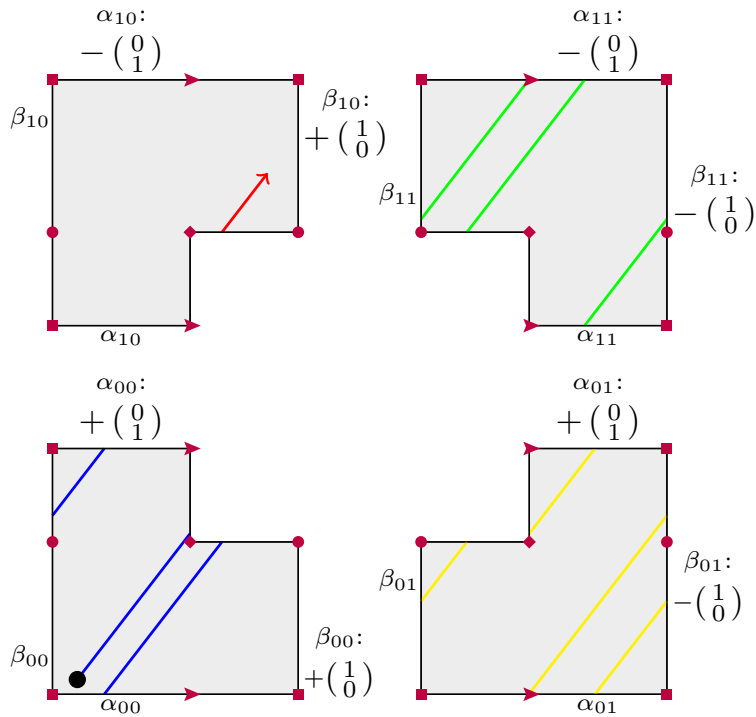 α₁₀:
−(0 1)
β₁₀
β₁₀:
+(1 0)
α₁₀
α₁₁:
−(0 1)
β₁₁
β₁₁:
−(1 0)
α₁₁
α₀₀:
+(0 1)
β₀₀
β₀₀:
+(1 0)
α₀₀
α₀₁:
+(0 1)
β₀₁
β₀₁:
−(1 0)
α₀₁